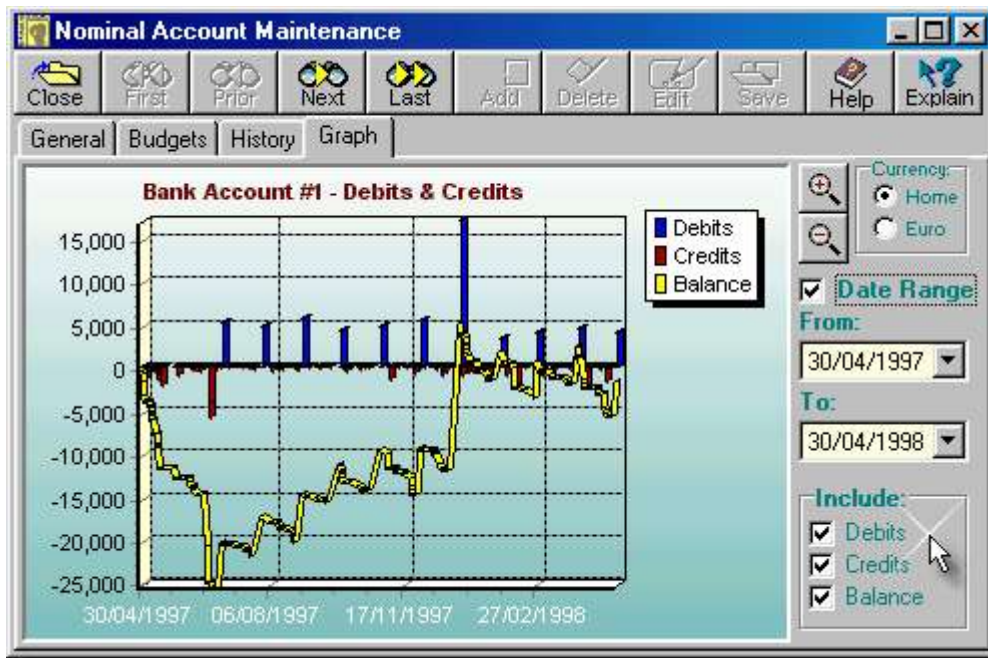 Nominal Account Maintenance
Close First Prior Next Last Add Delete Edit Save Help Explain
General Budgets History Graph
Bank Account #1 - Debits & Credits
15,000
10,000
5,000
0
-5,000
-10,000
-15,000
-20,000
-25,000
30/04/1997 06/08/1997 17/11/1997 27/02/1998
Debits
Credits
Balance
Currency:
Home
Euro
Date Range
From:
30/04/1997
To:
30/04/1998
Include:
Debits
Credits
Balance